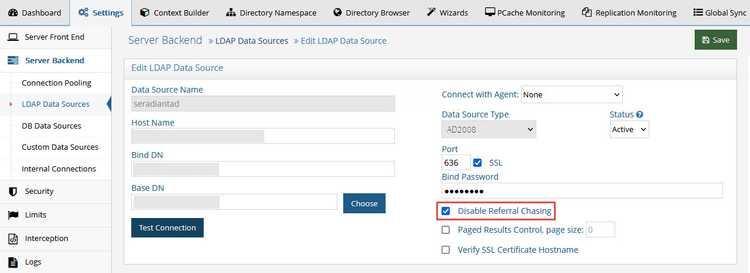 Dashboard Settings Context Builder Directory Namespace Directory Browser Wizards PCache Monitoring Replication Monitoring Global Sync
Server Front End
Server Backend
Connection Pooling
LDAP Data Sources
DB Data Sources
Custom Data Sources
Internal Connections
Security
Limits
Interception
Logs
Server Backend » LDAP Data Sources » Edit LDAP Data Source
Save
Edit LDAP Data Source
Data Source Name
seradiantad
Host Name
Bind DN
Base DN
Choose
Test Connection
Connect with Agent: None
Data Source Type Status
AD2008 Active
Port
636 SSL
Bind Password
••••••••
Disable Referral Chasing
Paged Results Control, page size: 0
Verify SSL Certificate Hostname